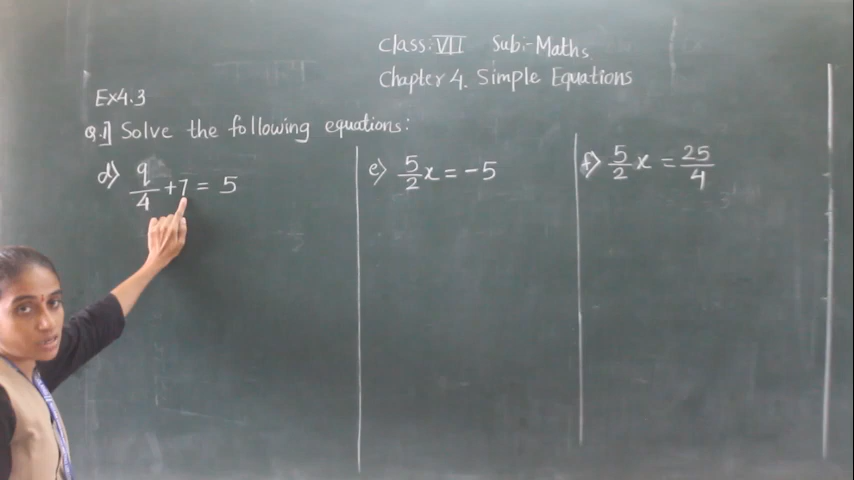 Class:VII Sub:-Maths
Chapter 4. Simple Equations
Ex4.3
Q.1] Solve the following equations:
d) q/4 + 7 = 5
e) 5/2 x = -5
f) 5/2 x = 25/4